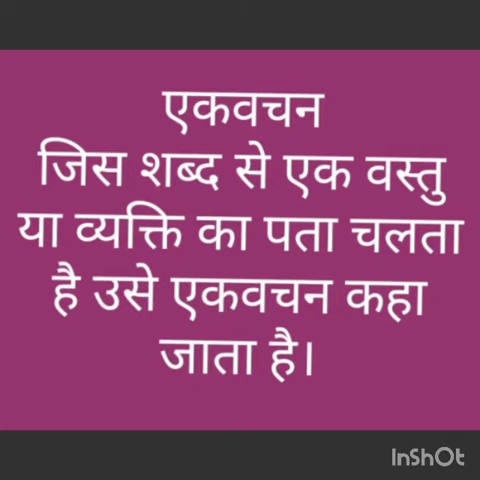 एकवचन
जिस शब्द से एक वस्तु
या व्यक्ति का पता चलता
है उसे एकवचन कहा
जाता है।
InShOt